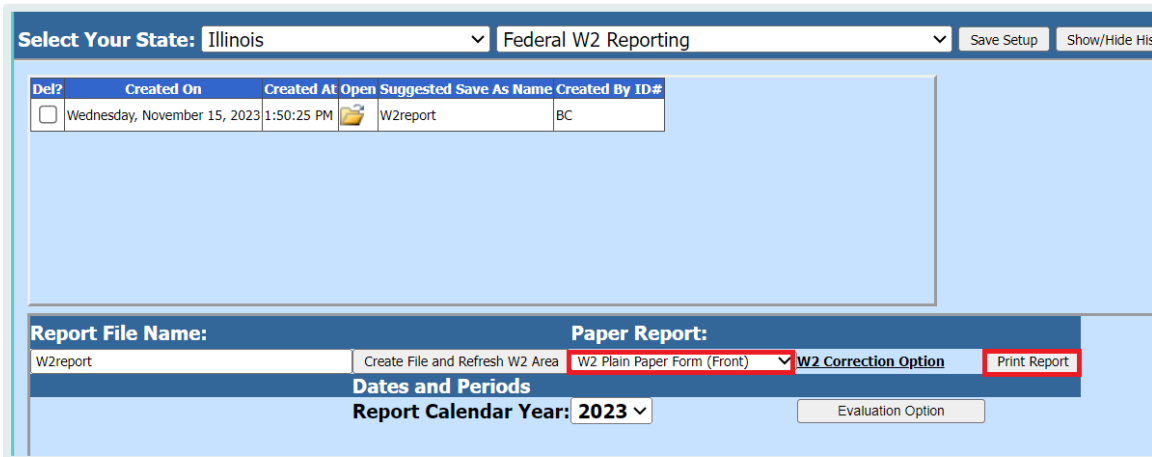 Select Your State: Illinois Federal W2 Reporting Save Setup Show/Hide His
Del? Created On Created At Open Suggested Save As Name Created By ID#
Wednesday, November 15, 2023 1:50:25 PM W2report BC
Report File Name: Paper Report:
W2report Create File and Refresh W2 Area W2 Plain Paper Form (Front) W2 Correction Option Print Report
Dates and Periods
Report Calendar Year: 2023 Evaluation Option